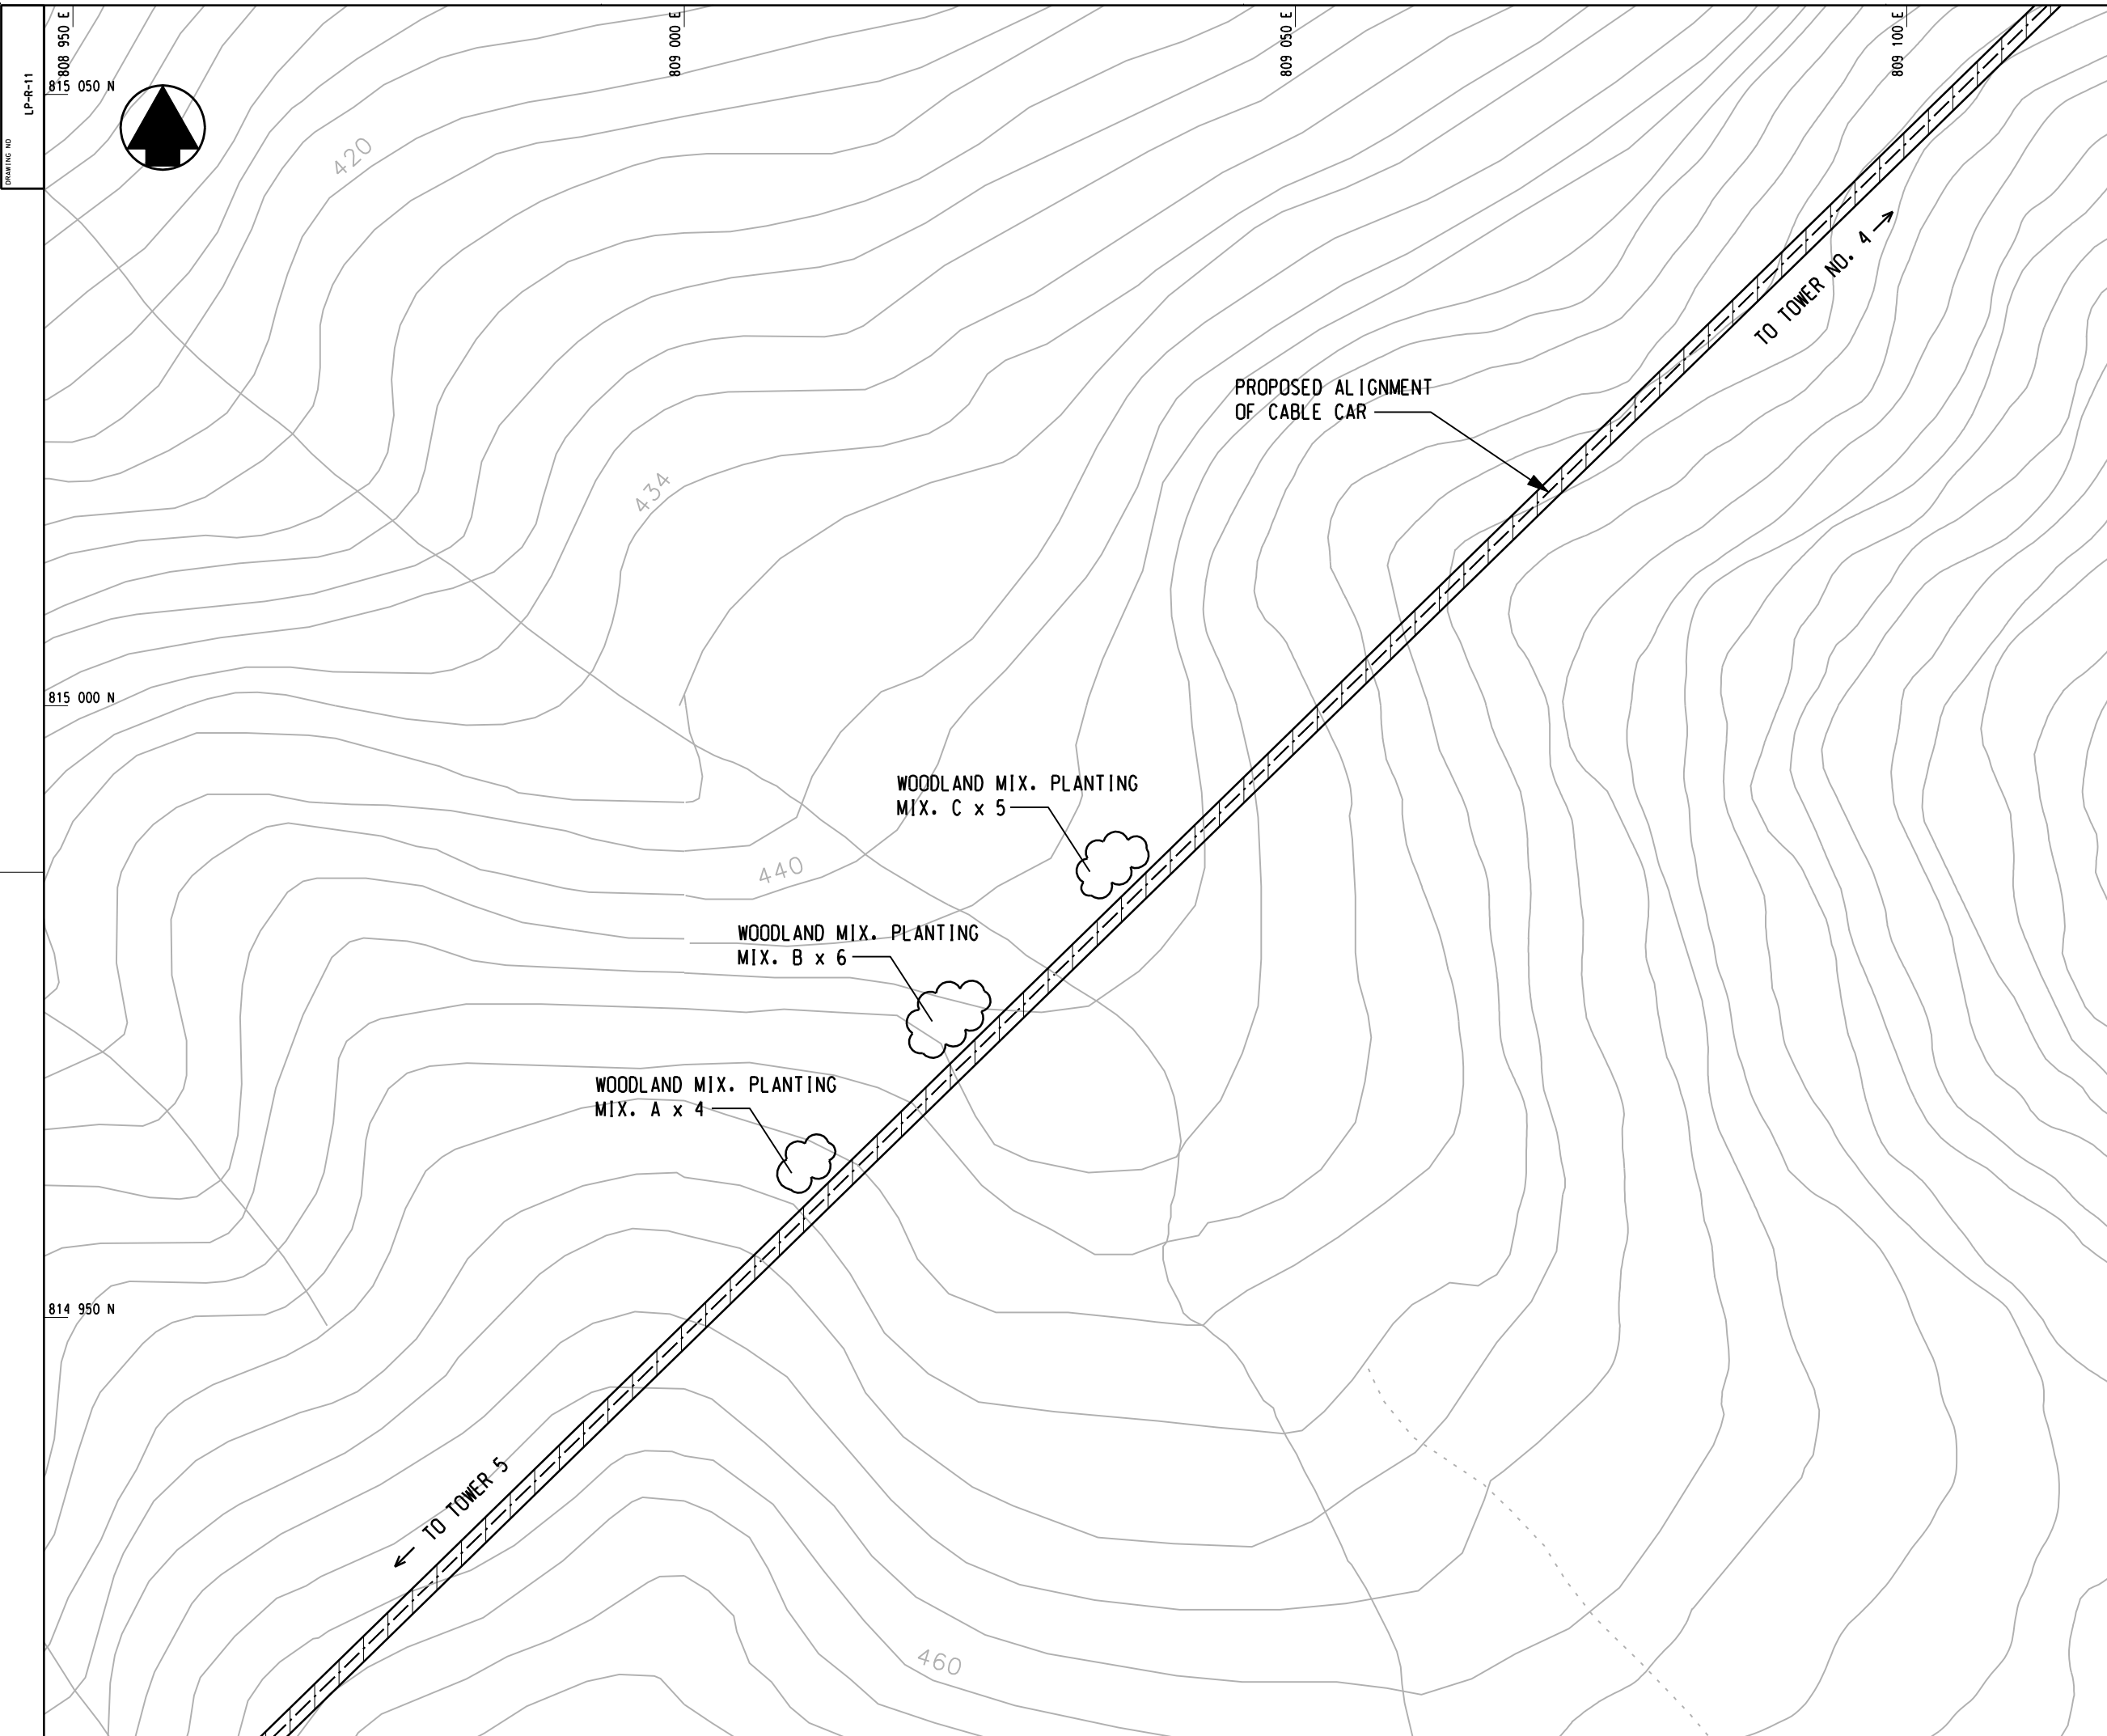 808 950 E
809 000 E
809 050 E
809 100 E
DRAWING NO
LP-R-11
815 050 N
420
TO TOWER NO. 4
PROPOSED ALIGNMENT
OF CABLE CAR
434
815 000 N
WOODLAND MIX. PLANTING
MIX. C x 5
440
WOODLAND MIX. PLANTING
MIX. B x 6
WOODLAND MIX. PLANTING
MIX. A x 4
814 950 N
TO TOWER 5
460